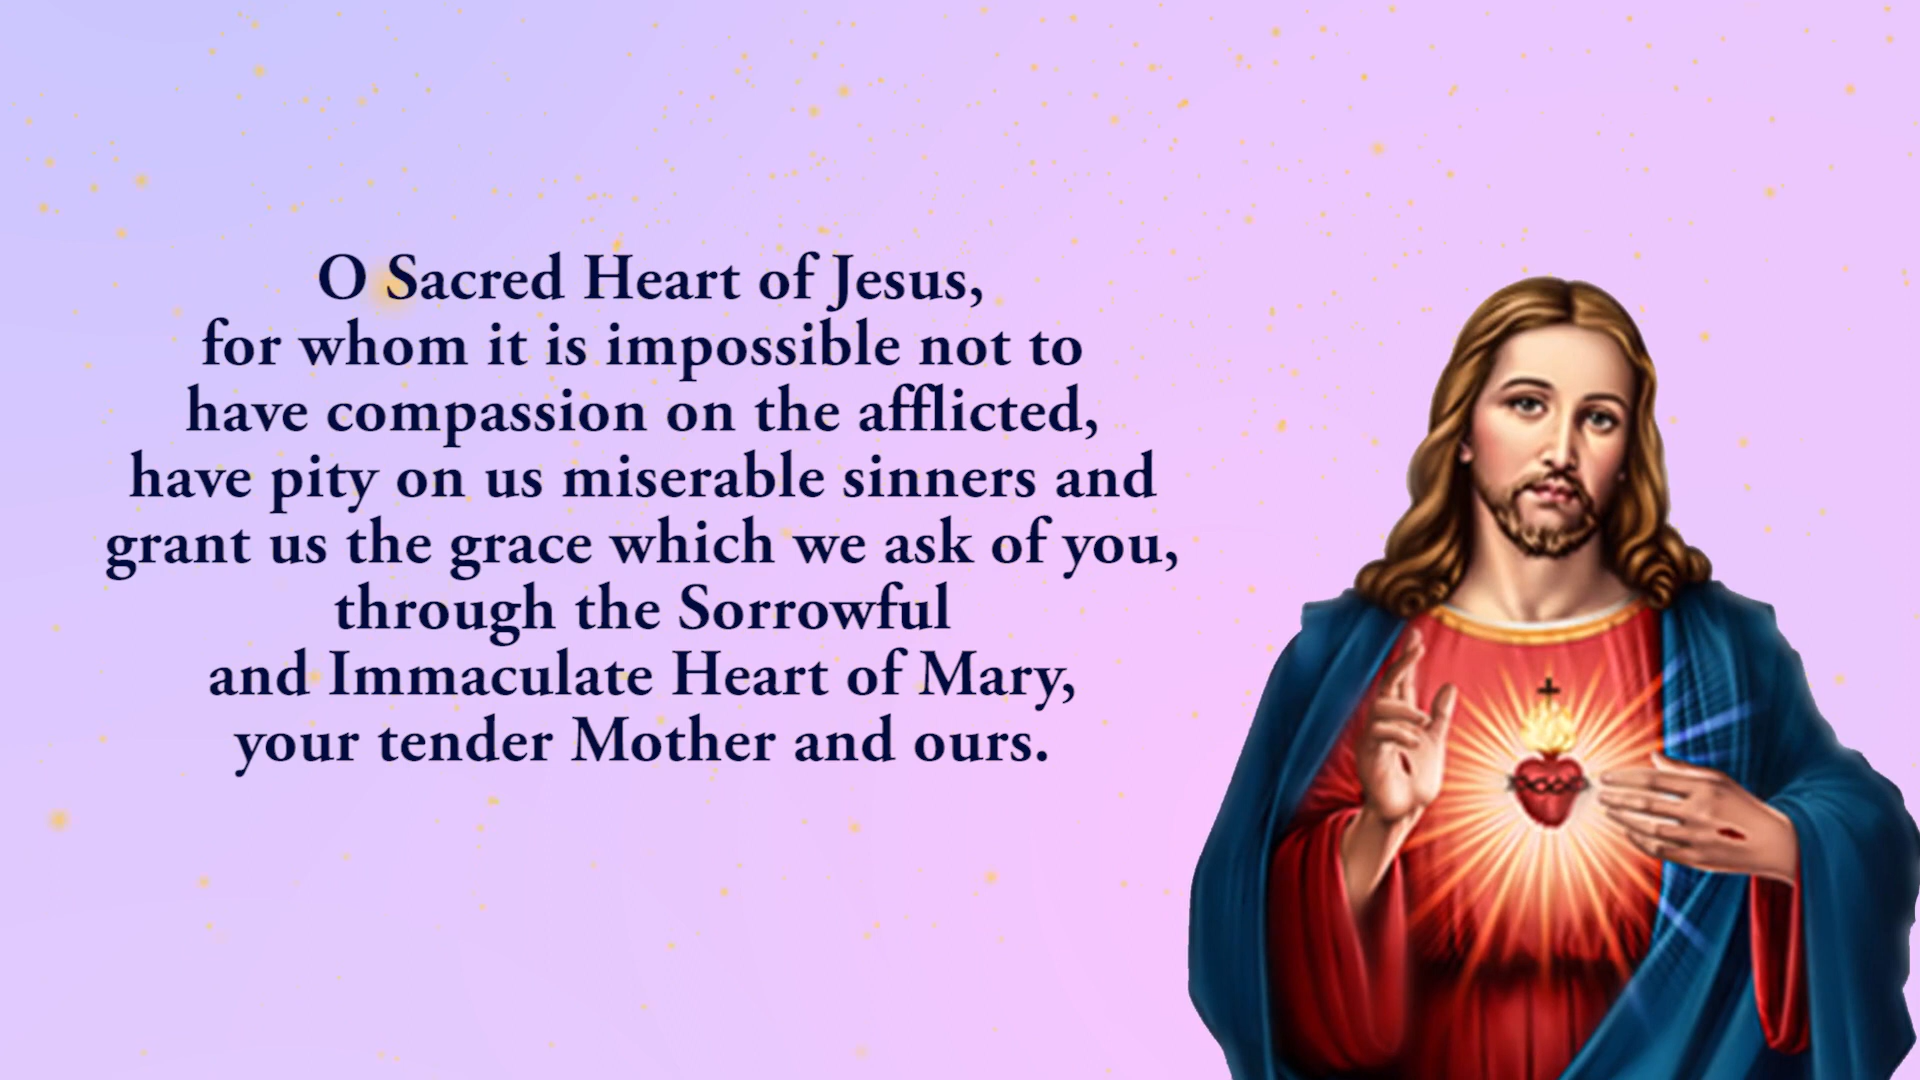 O Sacred Heart of Jesus,
for whom it is impossible not to
have compassion on the afflicted,
have pity on us miserable sinners and
grant us the grace which we ask of you,
through the Sorrowful
and Immaculate Heart of Mary,
your tender Mother and ours.